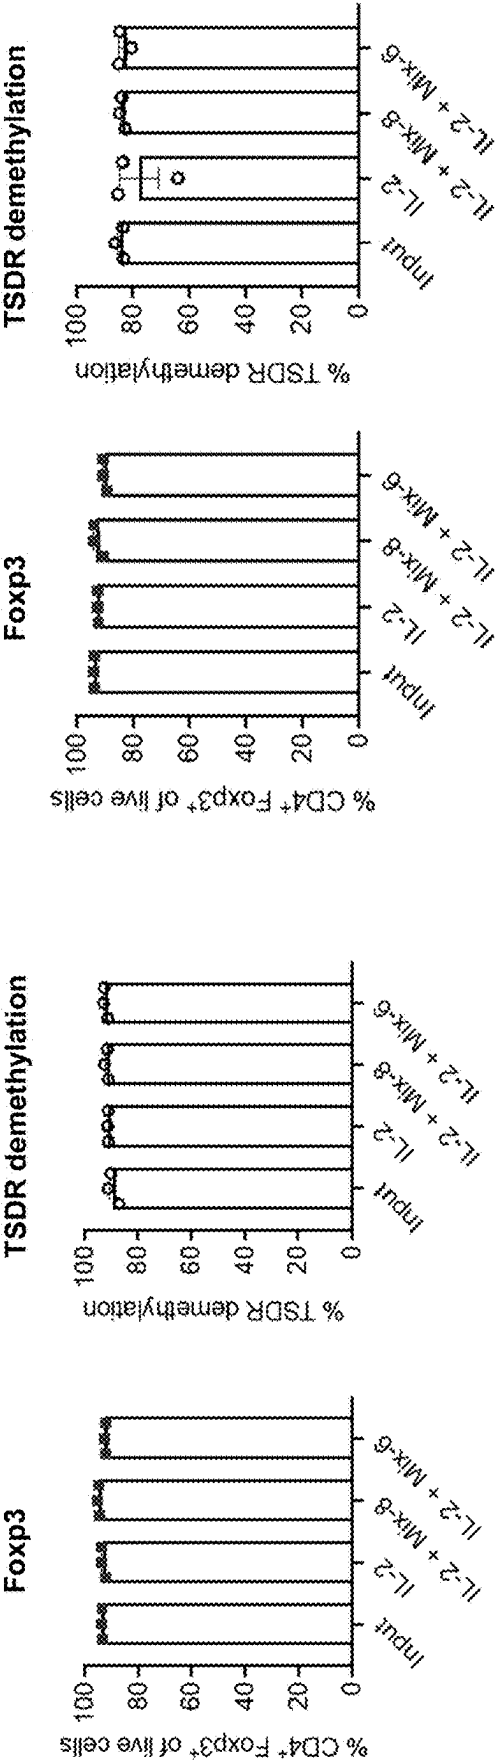 Foxp3
% CD4⁺ Foxp3⁺ of live cells
100
80
60
40
20
0
Input
IL-2
IL-2 + Mix-8
IL-2 + Mix-6
TSDR demethylation
% TSDR demethylation
100
80
60
40
20
0
Input
IL-2
IL-2 + Mix-8
IL-2 + Mix-6
Foxp3
% CD4⁺ Foxp3⁺ of live cells
100
80
60
40
20
0
Input
IL-2
IL-2 + Mix-8
IL-2 + Mix-6
TSDR demethylation
% TSDR demethylation
100
80
60
40
20
0
Input
IL-2
IL-2 + Mix-8
IL-2 + Mix-6